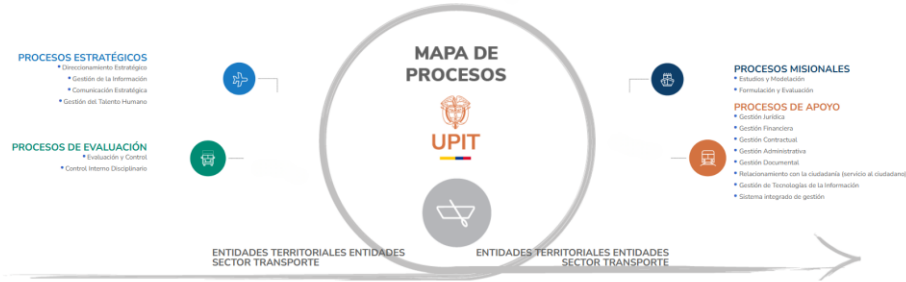 MAPA DE
PROCESOS
UPIT
PROCESOS ESTRATÉGICOS
Direccionamiento Estratégico
Gestión de la Información
Comunicación Estratégica
Gestión del Talento Humano
PROCESOS DE EVALUACIÓN
Evaluación y Control
Control Interno Disciplinario
PROCESOS MISIONALES
Estudios y Modelación
Formulación y Evaluación
PROCESOS DE APOYO
Gestión Jurídica
Gestión Financiera
Gestión Contractual
Gestión Administrativa
Gestión Documental
Relacionamiento con la ciudadanía (servicio al ciudadano)
Gestión de Tecnologías de la Información
Sistema integrado de gestión
ENTIDADES TERRITORIALES ENTIDADES
SECTOR TRANSPORTE
ENTIDADES TERRITORIALES ENTIDADES
SECTOR TRANSPORTE